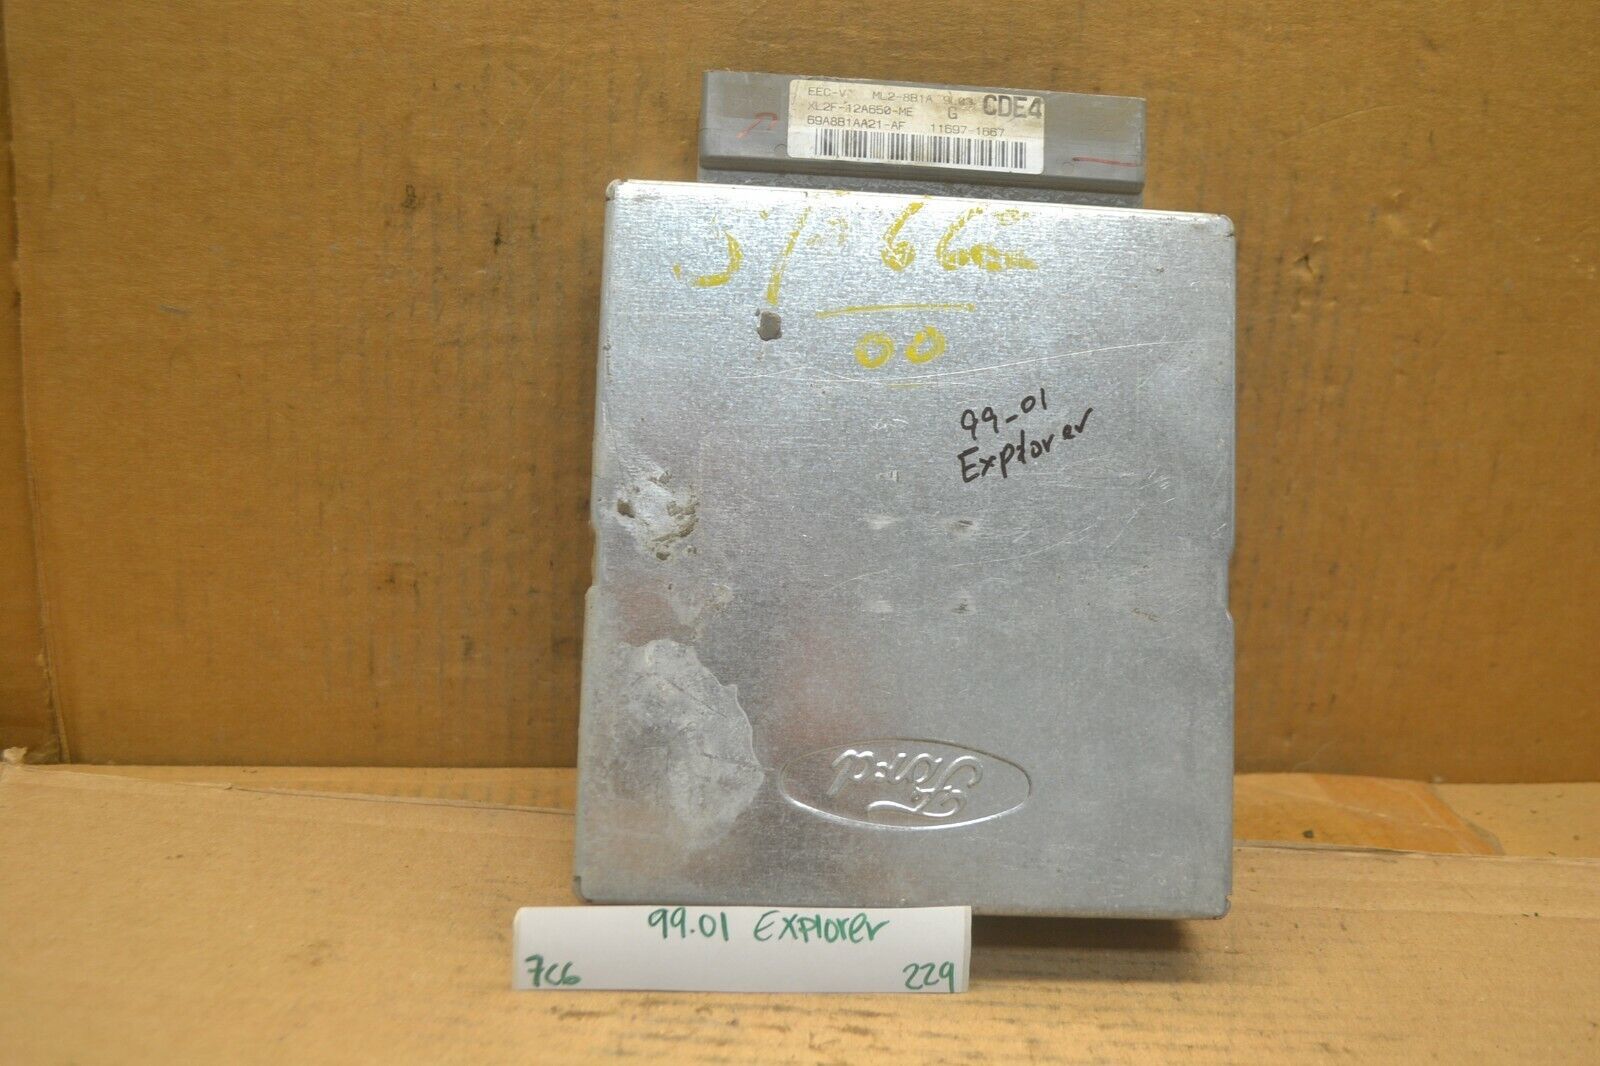 EEC-V ML2-8B1A 9L03 CDE4
XL2F-12A650-ME G
69A8B1AA21-AF 11697-1667
00
99-01
Explorer
Ford
99.01 Explorer
7C6 229